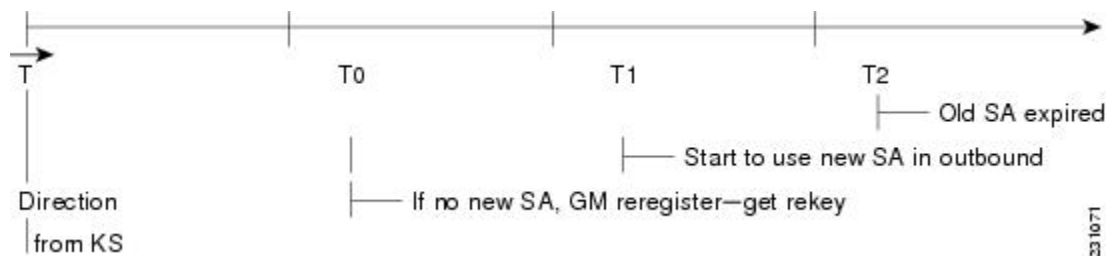 T
T0
T1
T2
Old SA expired
Start to use new SA in outbound
If no new SA, GM reregister—get rekey
Direction
from KS
231071